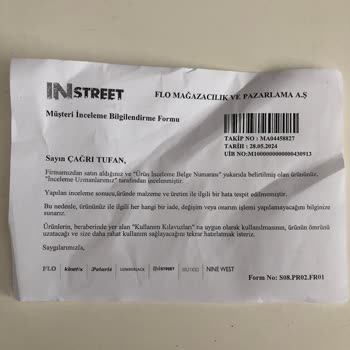 INSTREET
FLO MAĞAZACILIK VE PAZARLAMA A.Ş
Müşteri İnceleme Bilgilendirme Formu
TAKİP NO : MA04458827
TARİH : 28.05.2024
UİB NO:M1000000000000430913
Sayın ÇAĞRI TUFAN,
Firmamızdan satın aldığınız ve "Ürün İnceleme Belge Numarası" yukarıda belirtilmiş olan ürününüz,
"İnceleme Uzmanlarımız" tarafından incelenmiştir.
Yapılan inceleme sonucu,üründe malzeme ve üretim ile ilgili bir hata tespit edilmemiştir.
Bu nedenle, ürününüz ile ilgili her hangi bir iade, değişim veya onarım işlemi yapılamayacağını bilginize
sunarız.
Ürünlerin, beraberinde yer alan "Kullanım Kılavuzları" na uygun olarak kullanılmasının, ürünün ömrünü
uzatacağı ve size daha rahat kullanım sağlayacağını tekrar hatırlatmak isteriz.
Saygılarımızla,
FLO kinetix Polaris LUMBERJACK INSTREET BUTIGO NINE WEST
Form No: S08.PR02.FR01